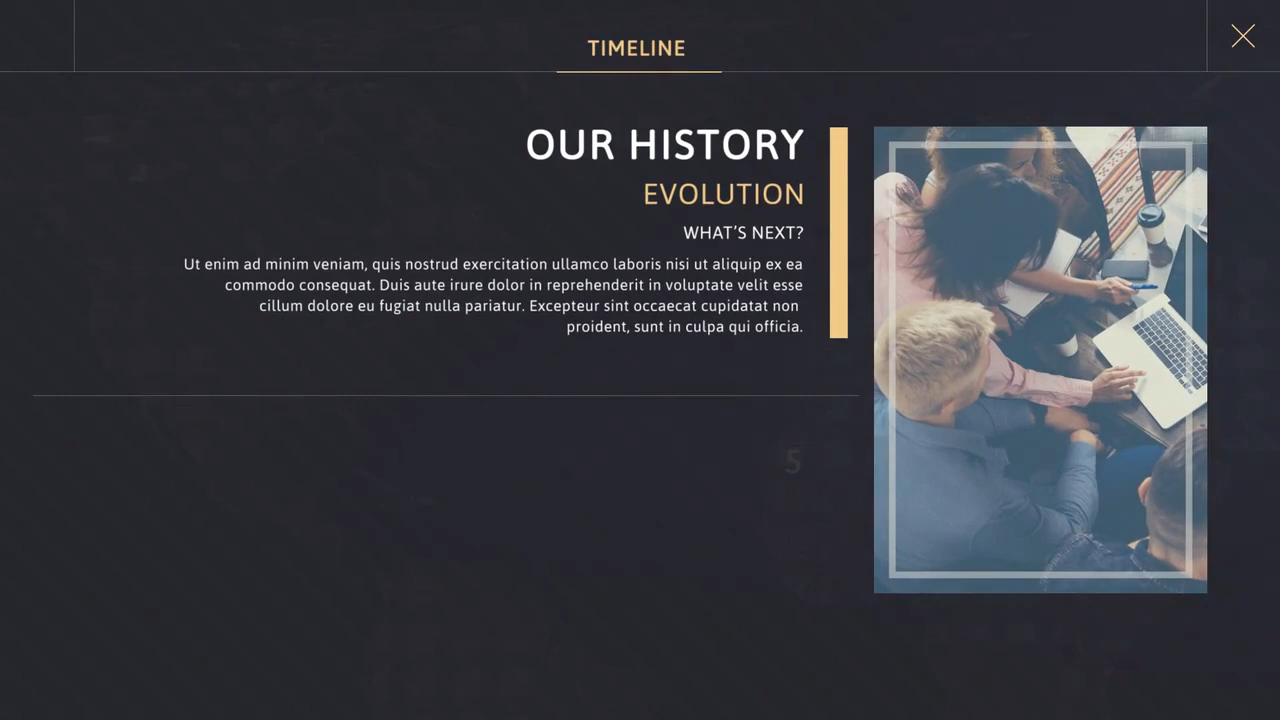 TIMELINE
OUR HISTORY
EVOLUTION
WHAT'S NEXT?
Ut enim ad minim veniam, quis nostrud exercitation ullamco laboris nisi ut aliquip ex ea
commodo consequat. Duis aute irure dolor in reprehenderit in voluptate velit esse
cillum dolore eu fugiat nulla pariatur. Excepteur sint occaecat cupidatat non
proident, sunt in culpa qui officia.
5